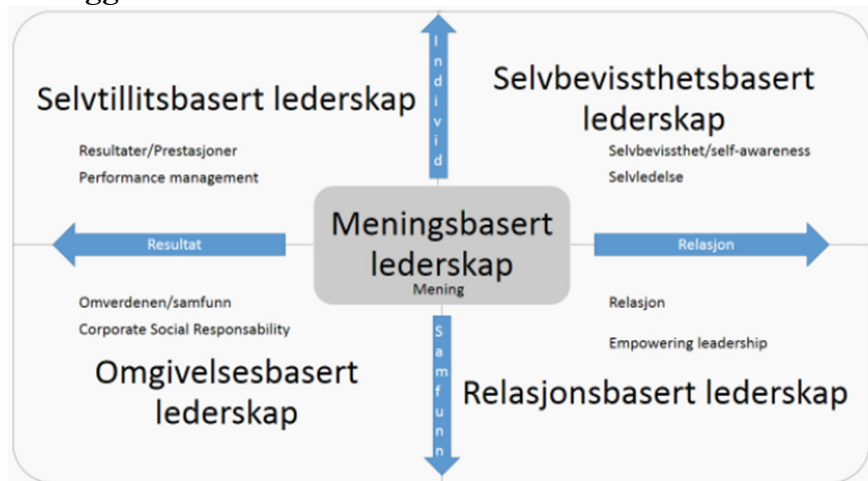 Individ
Selvtillitsbasert lederskap
Resultater/Prestasjoner
Performance management
Selvbevissthetsbasert
lederskap
Selvbevissthet/self-awareness
Selvledelse
Resultat
Meningsbasert
lederskap
Mening
Relasjon
Omverdenen/samfunn
Corporate Social Responsability
Omgivelsesbasert
lederskap
Samfunn
Relasjon
Empowering leadership
Relasjonsbasert lederskap